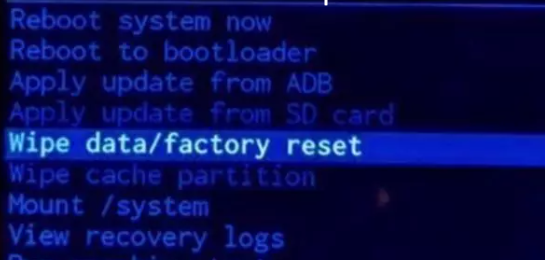 Reboot system now
Reboot to bootloader
Apply update from ADB
Apply update from SD card
Wipe data/factory reset
Wipe cache partition
Mount /system
View recovery logs